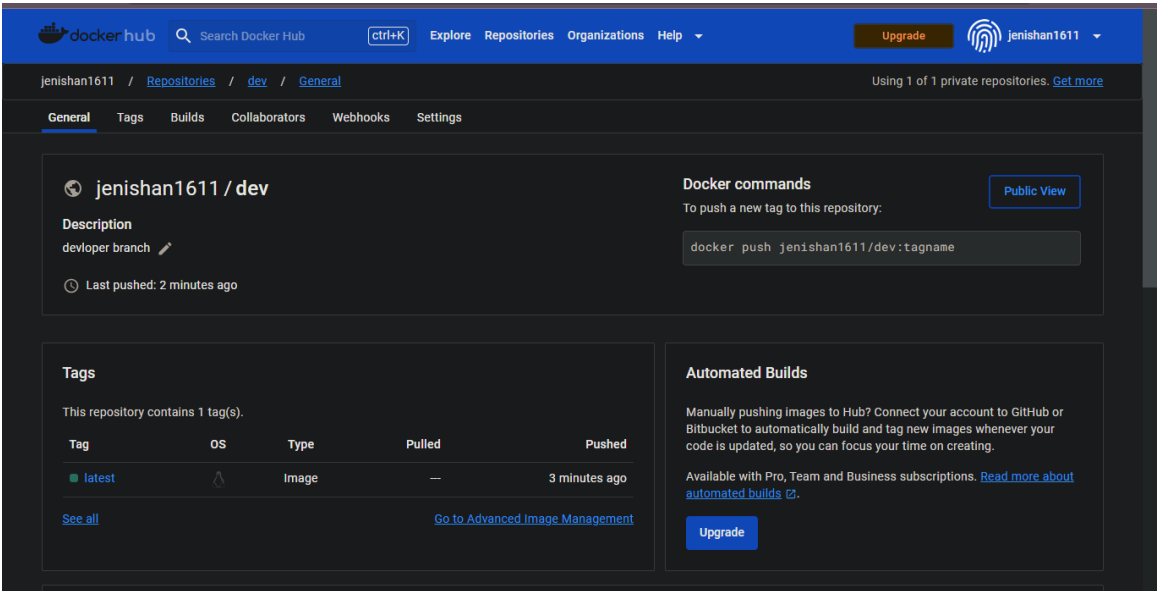 dockerhub Search Docker Hub ctrl+K Explore Repositories Organizations Help Upgrade jenishan1611
jenishan1611 / Repositories / dev / General Using 1 of 1 private repositories. Get more
General Tags Builds Collaborators Webhooks Settings
jenishan1611 / dev
Description
devloper branch
Last pushed: 2 minutes ago
Docker commands
Public View
To push a new tag to this repository:
docker push jenishan1611/dev:tagname
Tags
This repository contains 1 tag(s).
Tag OS Type Pulled Pushed
latest Image --- 3 minutes ago
See all Go to Advanced Image Management
Automated Builds
Manually pushing images to Hub? Connect your account to GitHub or
Bitbucket to automatically build and tag new images whenever your
code is updated, so you can focus your time on creating.
Available with Pro, Team and Business subscriptions. Read more about
automated builds.
Upgrade